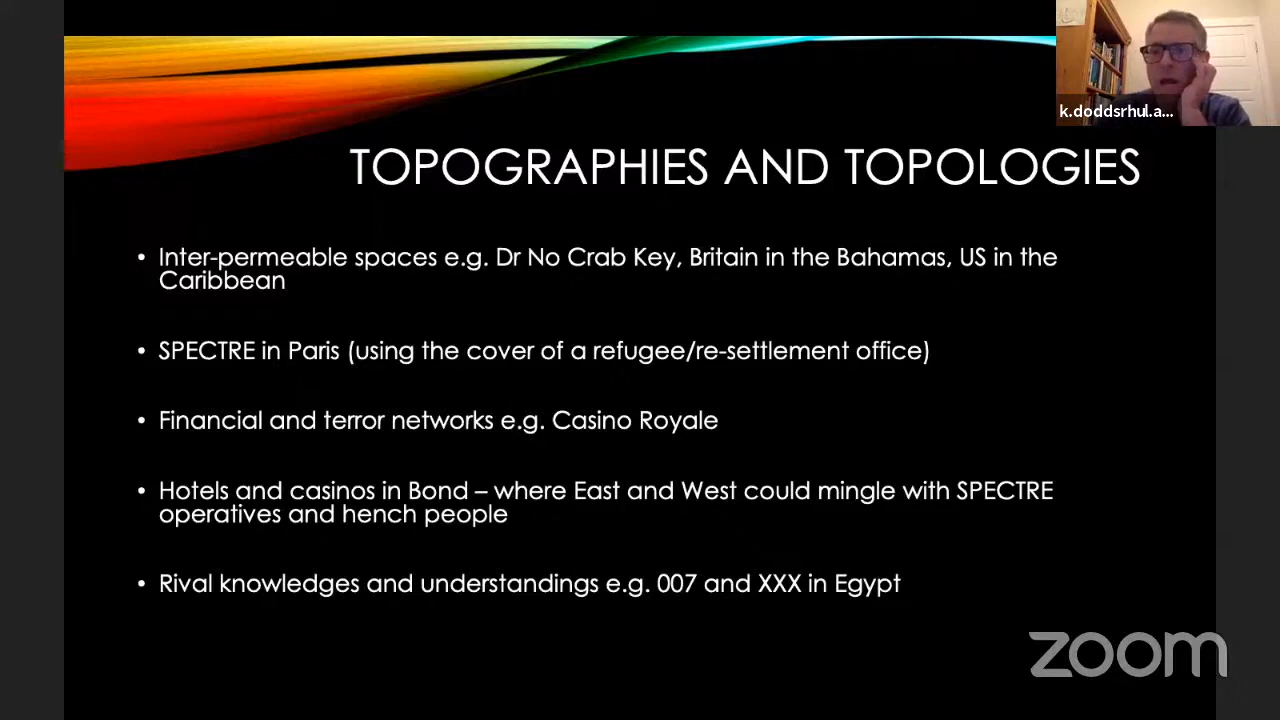 k.doddsrhul.a...
TOPOGRAPHIES AND TOPOLOGIES
• Inter-permeable spaces e.g. Dr No Crab Key, Britain in the Bahamas, US in the
Caribbean
• SPECTRE in Paris (using the cover of a refugee/re-settlement office)
• Financial and terror networks e.g. Casino Royale
• Hotels and casinos in Bond – where East and West could mingle with SPECTRE
operatives and hench people
• Rival knowledges and understandings e.g. 007 and XXX in Egypt
zoom